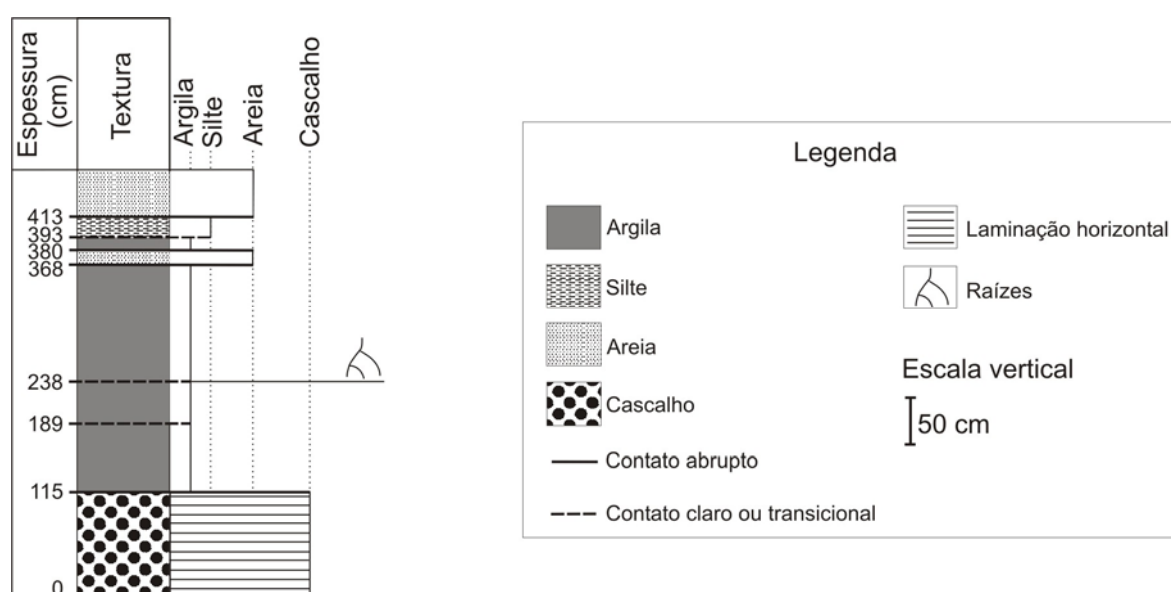 Espessura
(cm)
Textura
Argila
Silte
Areia
Cascalho
413
393
380
368
238
189
115
0
Legenda
Argila
Silte
Areia
Cascalho
Contato abrupto
Contato claro ou transicional
Laminação horizontal
Raízes
Escala vertical
50 cm